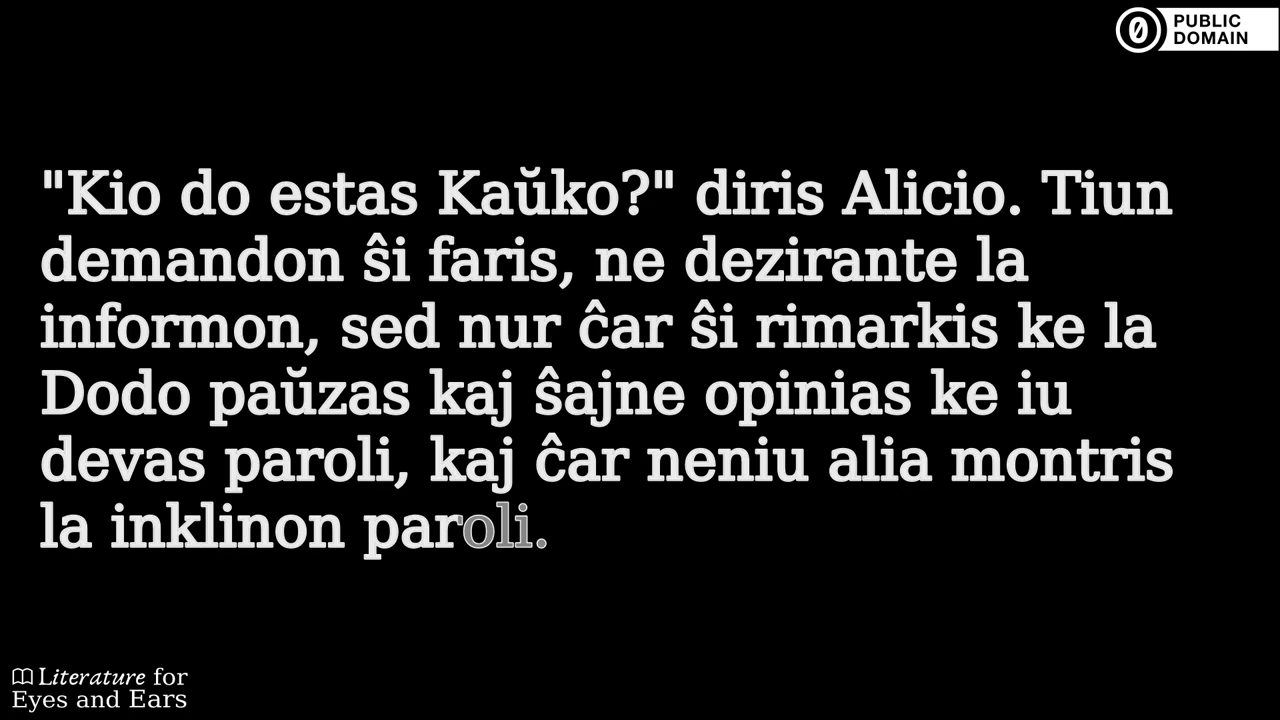 PUBLIC
DOMAIN
"Kio do estas Kaŭko?" diris Alicio. Tiun
demandon ŝi faris, ne dezirante la
informon, sed nur ĉar ŝi rimarkis ke la
Dodo paŭzas kaj ŝajne opinias ke iu
devas paroli, kaj ĉar neniu alia montris
la inklinon paroli.
Literature for
Eyes and Ears